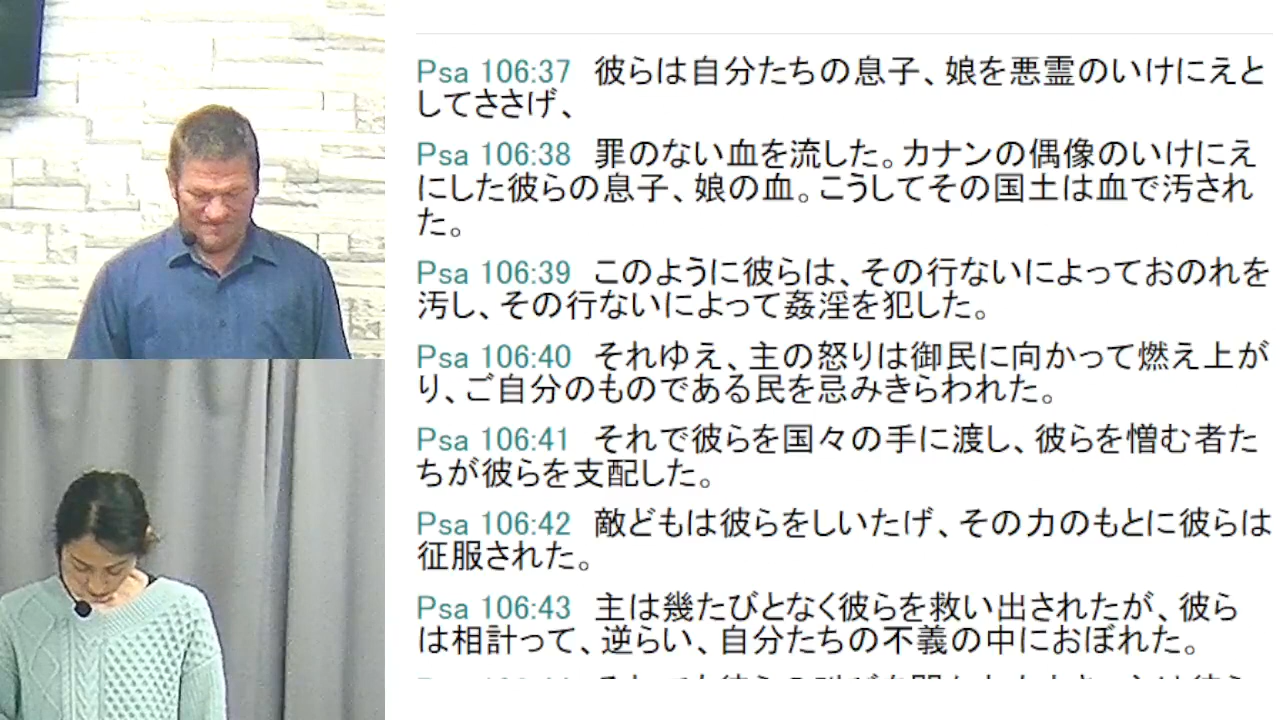 Psa 106:37 彼らは自分たちの息子、娘を悪霊のいけにえと
してささげ、
Psa 106:38 罪のない血を流した。カナンの偶像のいけにえ
にした彼らの息子、娘の血。こうしてその国土は血で汚され
た。
Psa 106:39 このように彼らは、その行ないによっておのれを
汚し、その行ないによって姦淫を犯した。
Psa 106:40 それゆえ、主の怒りは御民に向かって燃え上が
り、ご自分のものである民を忌みきらわれた。
Psa 106:41 それで彼らを国々の手に渡し、彼らを憎む者た
ちが彼らを支配した。
Psa 106:42 敵どもは彼らをしいたげ、その力のもとに彼らは
征服された。
Psa 106:43 主は幾たびとなく彼らを救い出されたが、彼ら
は相計って、逆らい、自分たちの不義の中におぼれた。